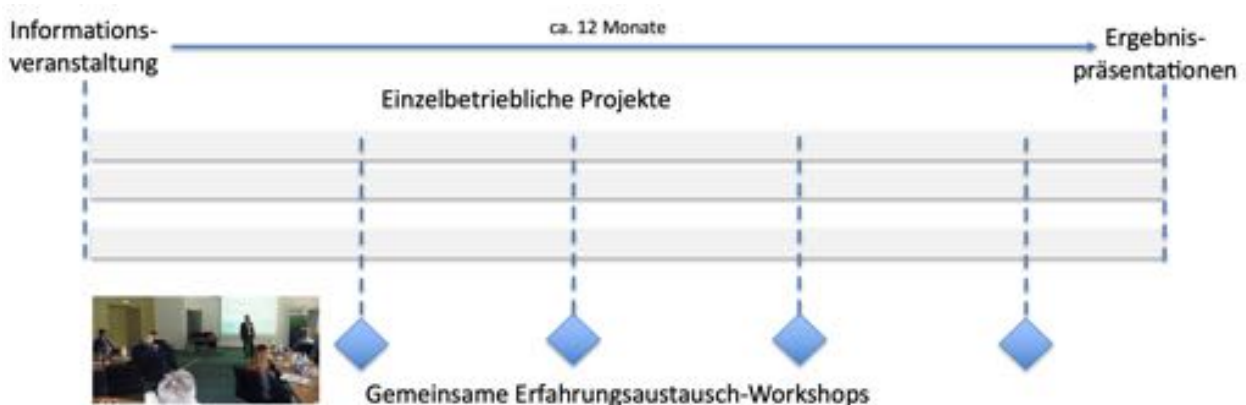 Informations-
veranstaltung
ca. 12 Monate
Ergebnis-
präsentationen
Einzelbetriebliche Projekte
Gemeinsame Erfahrungsaustausch-Workshops